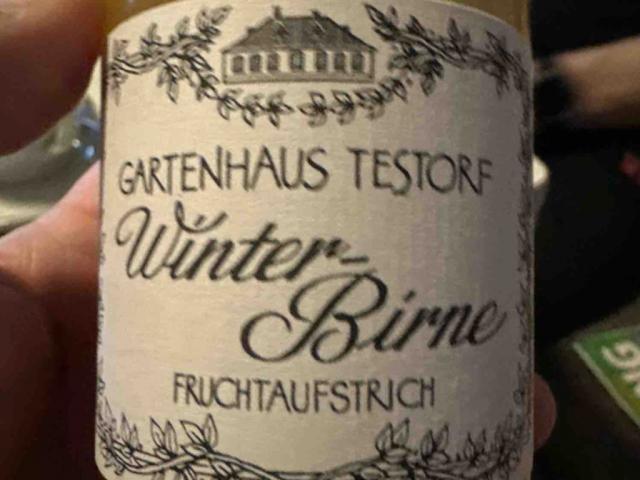 GARTENHAUS TESTORF
Winter-
Birne
FRUCHTAUFSTRICH